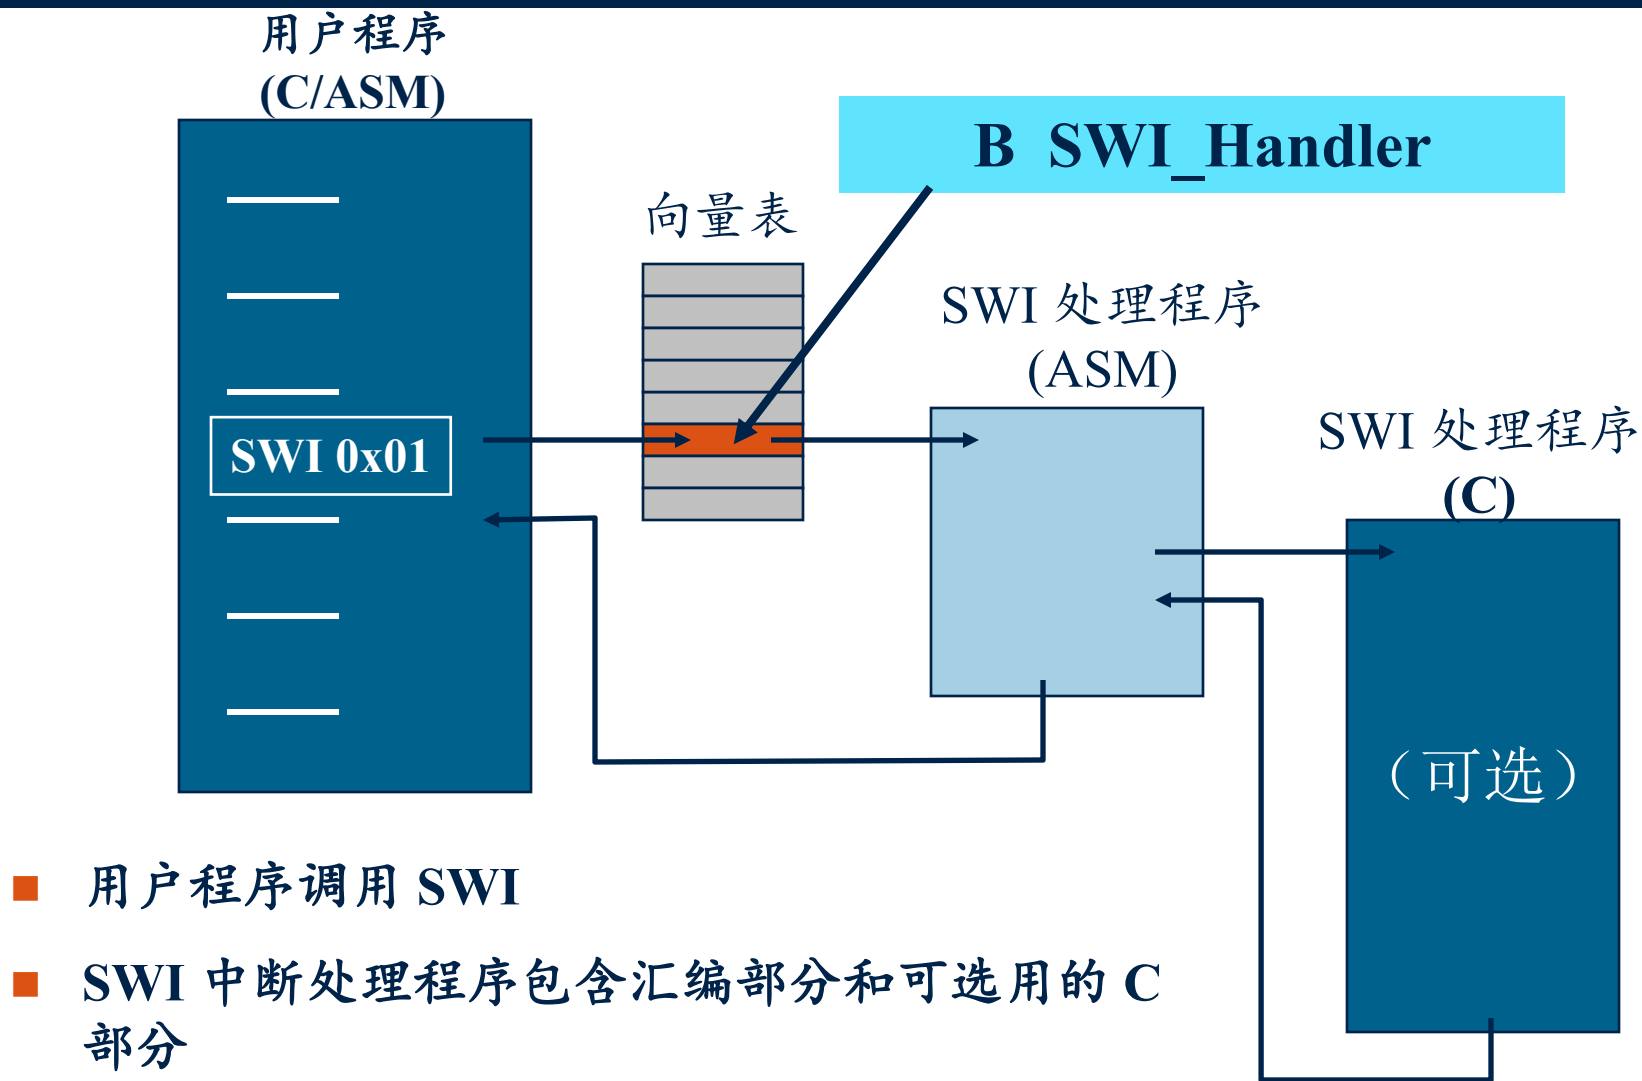 用户程序
(C/ASM)
B SWI_Handler
向量表
SWI 处理程序
(ASM)
SWI 处理程序
(C)
SWI 0x01
（可选）
用户程序调用 SWI
SWI 中断处理程序包含汇编部分和可选用的 C
部分